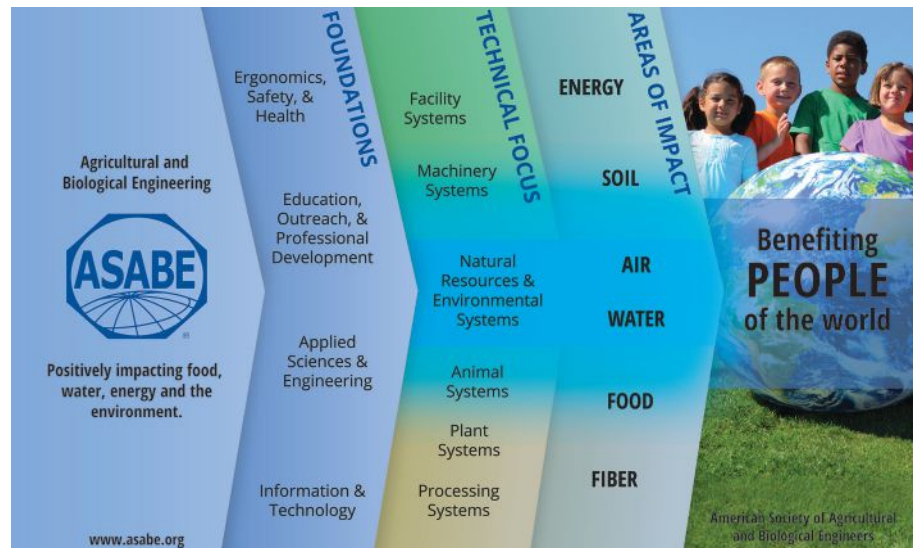 Agricultural and
Biological Engineering
ASABE
®
Positively impacting food,
water, energy and the
environment.
www.asabe.org
FOUNDATIONS
Ergonomics,
Safety, &
Health
Education,
Outreach, &
Professional
Development
Applied
Sciences &
Engineering
Information &
Technology
TECHNICAL FOCUS
Facility
Systems
Machinery
Systems
Natural
Resources &
Environmental
Systems
Animal
Systems
Plant
Systems
Processing
Systems
AREAS OF IMPACT
ENERGY
SOIL
AIR
WATER
FOOD
FIBER
Benefiting
PEOPLE
of the world
American Society of Agricultural
and Biological Engineers